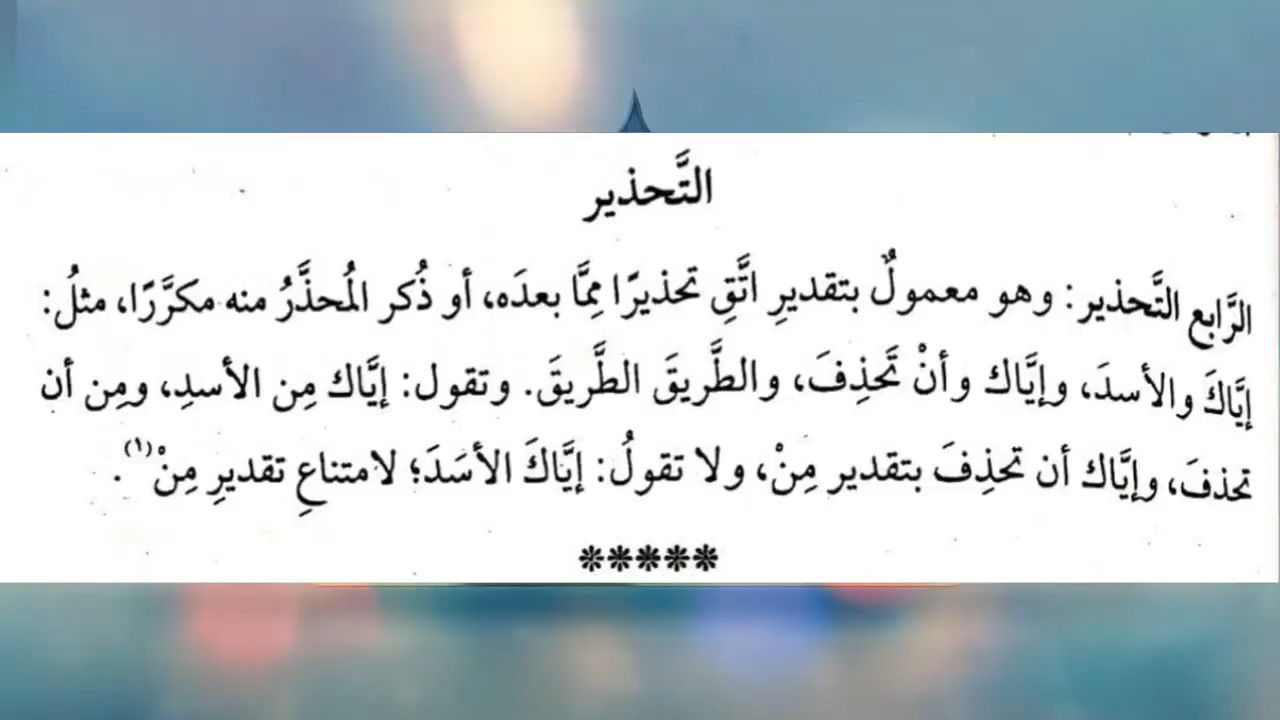 التَّحذير
الرَّابع التَّحذير: وهو معمولٌ بتقديرِ اتَّقِ تحذيرًا مِمَّا بعدَه، أو ذُكر المُحذَّرُ منه مكرَّرًا، مثلُ:
إيَّاكَ والأسدَ، وإيَّاك وأنْ تَحذِفَ، والطَّريقَ الطَّريقَ. وتقول: إيَّاك مِن الأسدِ، ومِن أن
تحذفَ، وإيَّاك أن تحذِفَ بتقدير مِنْ، ولا تقولُ: إيَّاكَ الأسَدَ؛ لامتناعِ تقديرِ مِنْ(١).
*****